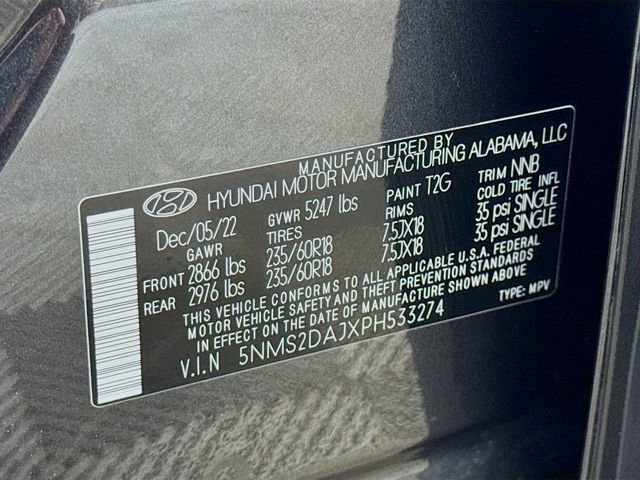 MANUFACTURED BY
HYUNDAI MOTOR MANUFACTURING ALABAMA, LLC
Dec/05/22 GVWR 5247 lbs PAINT T2G TRIM NNB
GAWR TIRES RIMS COLD TIRE INFL
FRONT 2866 lbs 235/60R18 7.5JX18 35 psi SINGLE
REAR 2976 lbs 235/60R18 7.5JX18 35 psi SINGLE
THIS VEHICLE CONFORMS TO ALL APPLICABLE U.S.A. FEDERAL
MOTOR VEHICLE SAFETY AND THEFT PREVENTION STANDARDS
IN EFFECT ON THE DATE OF MANUFACTURE SHOWN ABOVE
V.I.N 5NMS2DAJXPH533274 TYPE: MPV